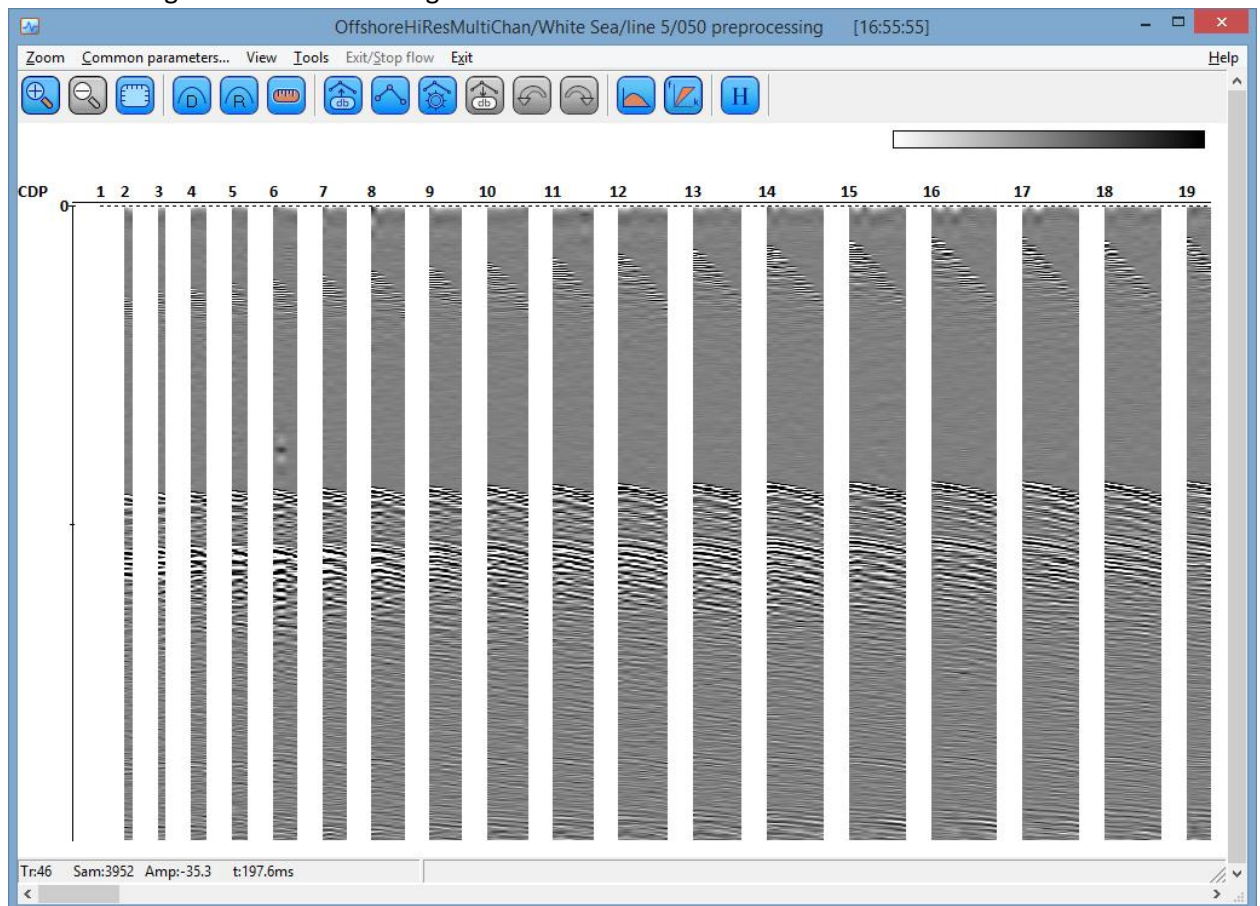 OffshoreHiResMultiChan/White Sea/line 5/050 preprocessing [16:55:55]
Zoom Common parameters... View Tools Exit/Stop flow Exit Help
D R db db f k H
CDP 1 2 3 4 5 6 7 8 9 10 11 12 13 14 15 16 17 18 19
0
Tr:46 Sam:3952 Amp:-35.3 t:197.6ms